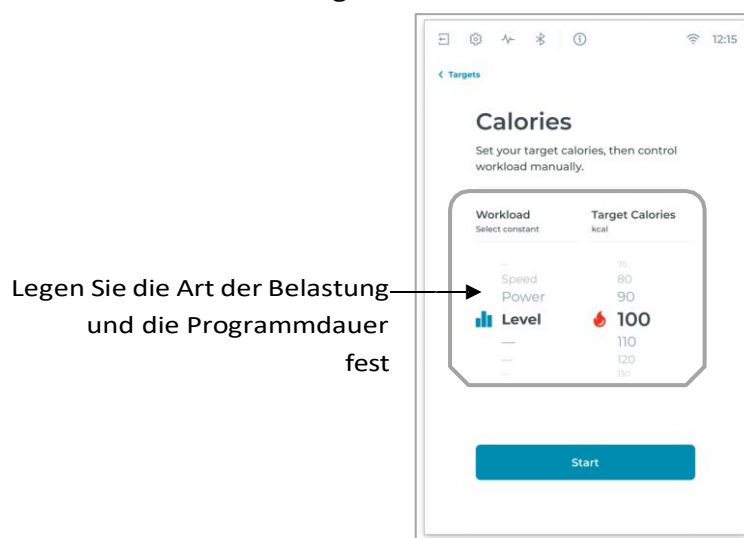 12:15
Targets
Calories
Set your target calories, then control
workload manually.
Workload Target Calories
Select constant kcal
— 70
Speed 80
Power 90
Level 100
— 110
— 120
— 130
Legen Sie die Art der Belastung
und die Programmdauer
fest
Start